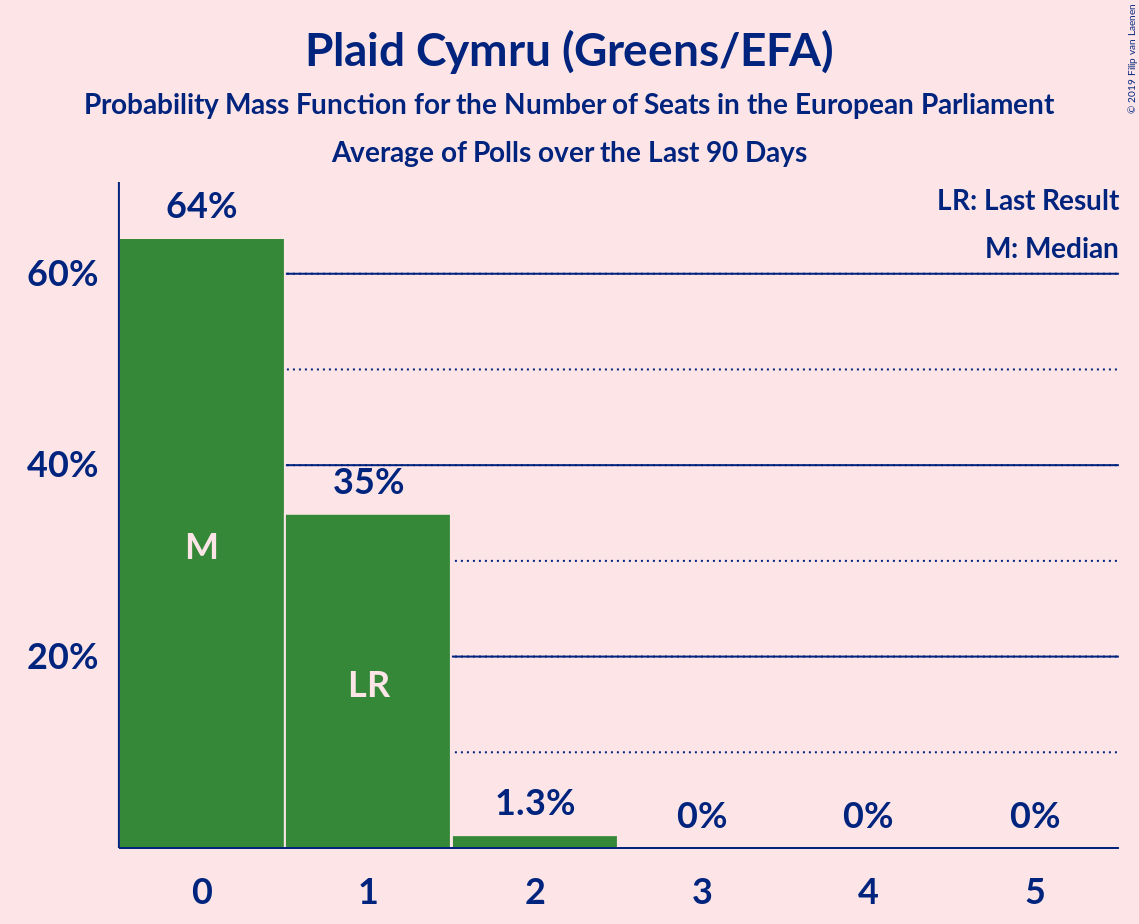 Plaid Cymru (Greens/EFA)
Probability Mass Function for the Number of Seats in the European Parliament
Average of Polls over the Last 90 Days
© 2019 Filip van Laenen
LR: Last Result
M: Median
64%
60%
40%
35%
M
LR
20%
1.3%
0%
0%
0%
0
1
2
3
4
5